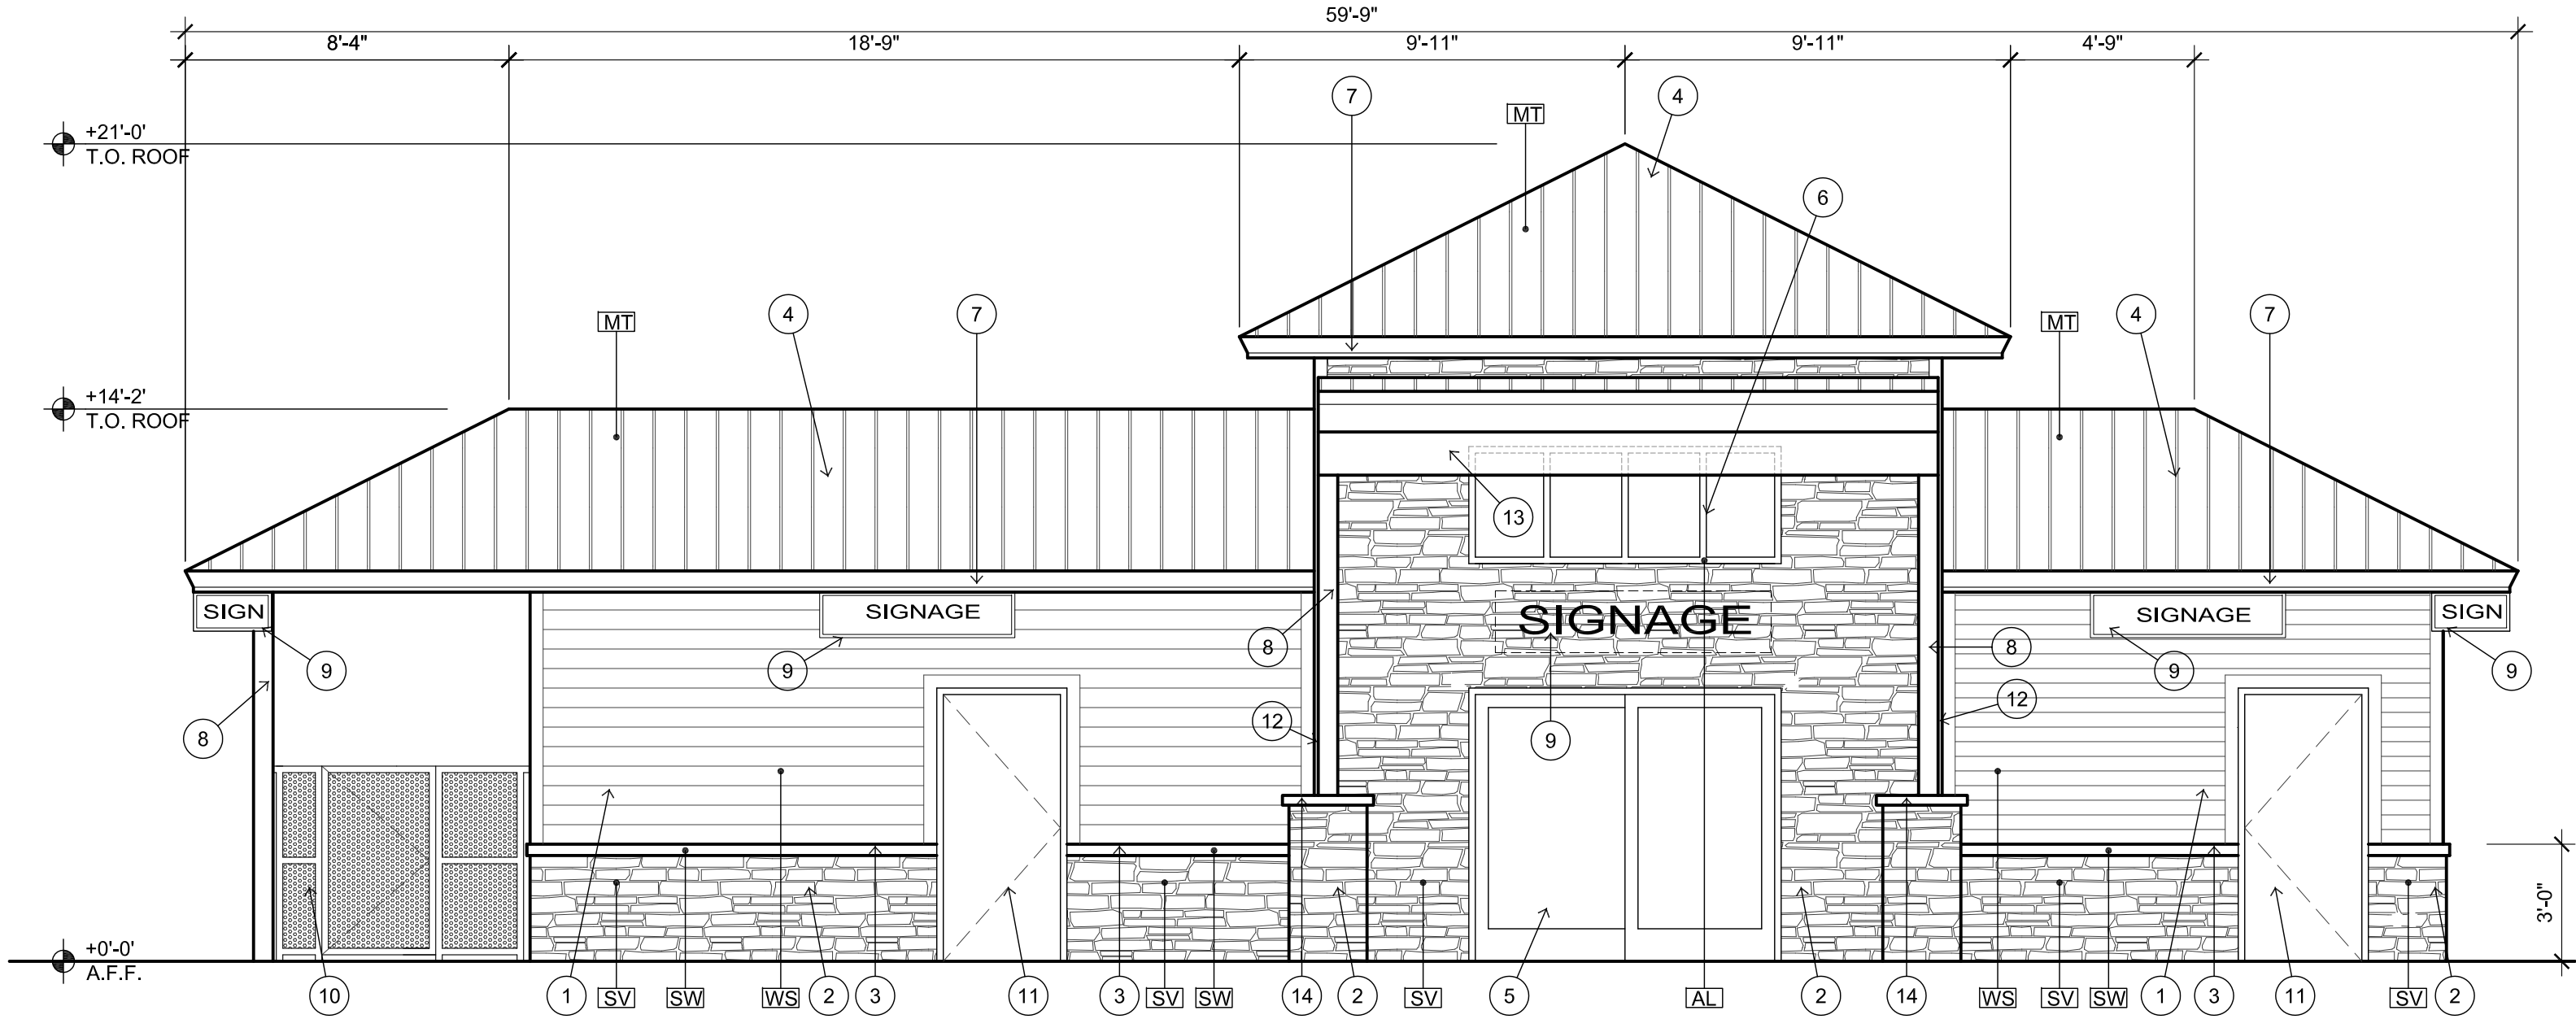 59'-9"
8'-4" 18'-9" 9'-11" 9'-11" 4'-9"
7 MT 4
+21'-0'
T.O. ROOF
6
MT 4 7 MT 4 7
+14'-2'
T.O. ROOF
13
SIGN SIGNAGE SIGNAGE SIGNAGE SIGN
9 9 8 8 9 9
8 12 9 12
3'-0"
+0'-0'
A.F.F.
10 1 SV SW WS 2 3 11 3 SV SW 14 2 SV 5 AL 2 14 WS SV SW 1 3 11 SV 2